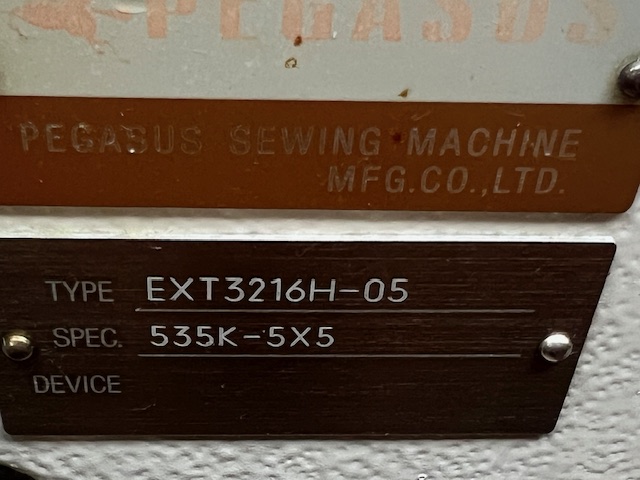 PEGASUS
PEGASUS SEWING MACHINE
MFG.CO.,LTD.
TYPE EXT3216H-05
SPEC. 535K-5X5
DEVICE